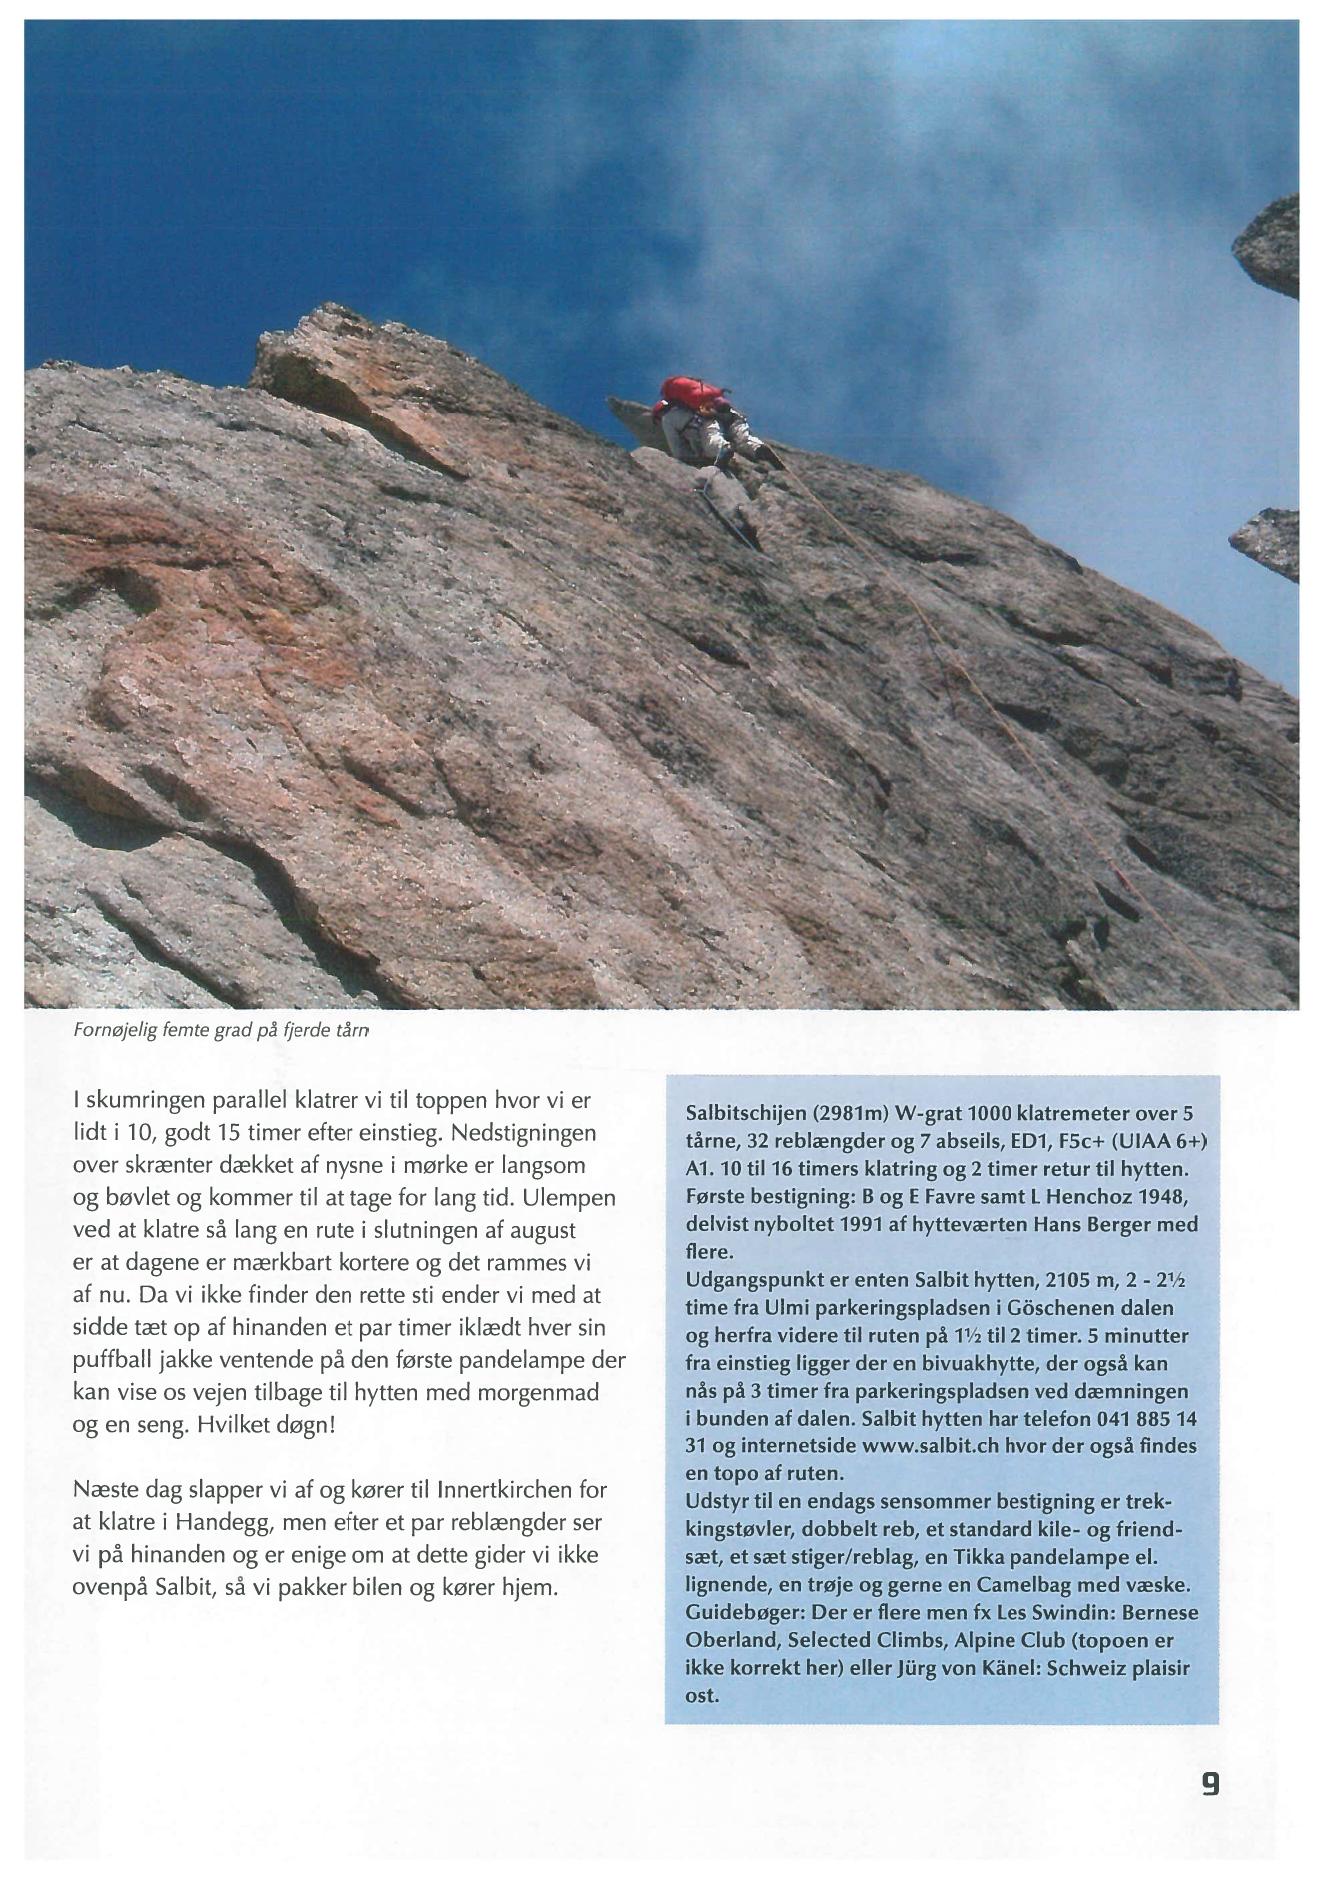 Fornøjelig femte grad på fjerde tårn
I skumringen parallel klatrer vi til toppen hvor vi er
lidt i 10, godt 15 timer efter einstieg. Nedstigningen
over skrænter dækket af nysne i mørke er langsom
og bøvlet og kommer til at tage for lang tid. Ulempen
ved at klatre så lang en rute i slutningen af august
er at dagene er mærkbart kortere og det rammes vi
af nu. Da vi ikke finder den rette sti ender vi med at
sidde tæt op af hinanden et par timer iklædt hver sin
puffball jakke ventende på den første pandelampe der
kan vise os vejen tilbage til hytten med morgenmad
og en seng. Hvilket døgn!
Næste dag slapper vi af og kører til Innertkirchen for
at klatre i Handegg, men efter et par reblængder ser
vi på hinanden og er enige om at dette gider vi ikke
ovenpå Salbit, så vi pakker bilen og kører hjem.
Salbitschijen (2981m) W-grat 1000 klatremeter over 5
tårne, 32 reblængder og 7 abseils, ED1, F5c+ (UIAA 6+)
A1. 10 til 16 timers klatring og 2 timer retur til hytten.
Første bestigning: B og E Favre samt L Henchoz 1948,
delvist nyboltet 1991 af hytteværten Hans Berger med
flere.
Udgangspunkt er enten Salbit hytten, 2105 m, 2 - 2½
time fra Ulmi parkeringspladsen i Göschenen dalen
og herfra videre til ruten på 1½ til 2 timer. 5 minutter
fra einstieg ligger der en bivuakhytte, der også kan
nås på 3 timer fra parkeringspladsen ved dæmningen
i bunden af dalen. Salbit hytten har telefon 041 885 14
31 og internetside www.salbit.ch hvor der også findes
en topo af ruten.
Udstyr til en endags sensommer bestigning er trek-
kingstøvler, dobbelt reb, et standard kile- og friend-
sæt, et sæt stiger/reblag, en Tikka pandelampe el.
lignende, en trøje og gerne en Camelbag med væske.
Guidebøger: Der er flere men fx Les Swindin: Bernese
Oberland, Selected Climbs, Alpine Club (topoen er
ikke korrekt her) eller Jürg von Känel: Schweiz plaisir
ost.
9